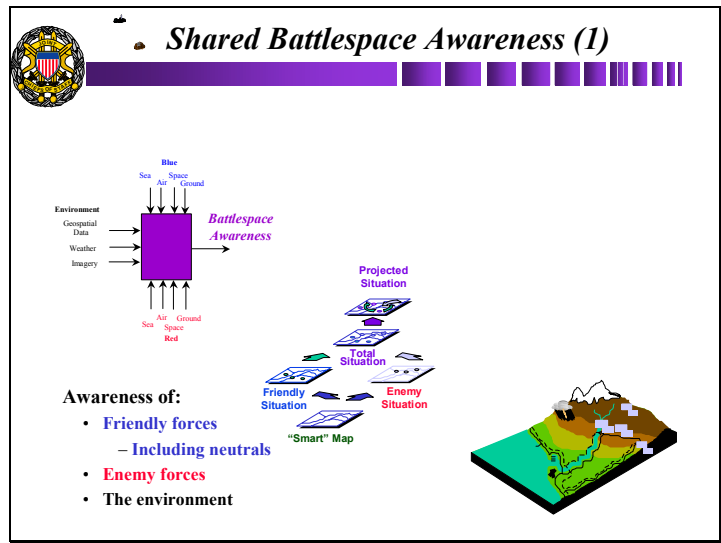 Shared Battlespace Awareness (1)
Blue
Sea
Air
Space
Ground
Environment
Geospatial
Data
Weather
Imagery
Battlespace
Awareness
Sea
Air
Space
Ground
Red
Projected
Situation
Total
Situation
Friendly
Situation
Enemy
Situation
“Smart” Map
Awareness of:
• Friendly forces
– Including neutrals
• Enemy forces
• The environment